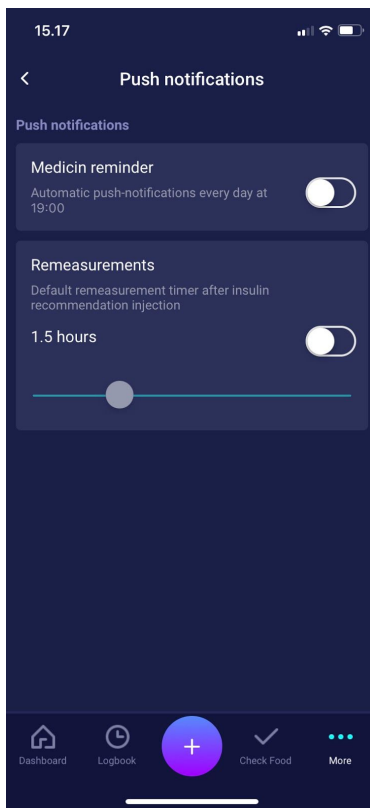 15.17
Push notifications
Push notifications
Medicin reminder
Automatic push-notifications every day at
19:00
Remeasurements
Default remeasurement timer after insulin
recommendation injection
1.5 hours
+
Dashboard
Logbook
Check Food
More